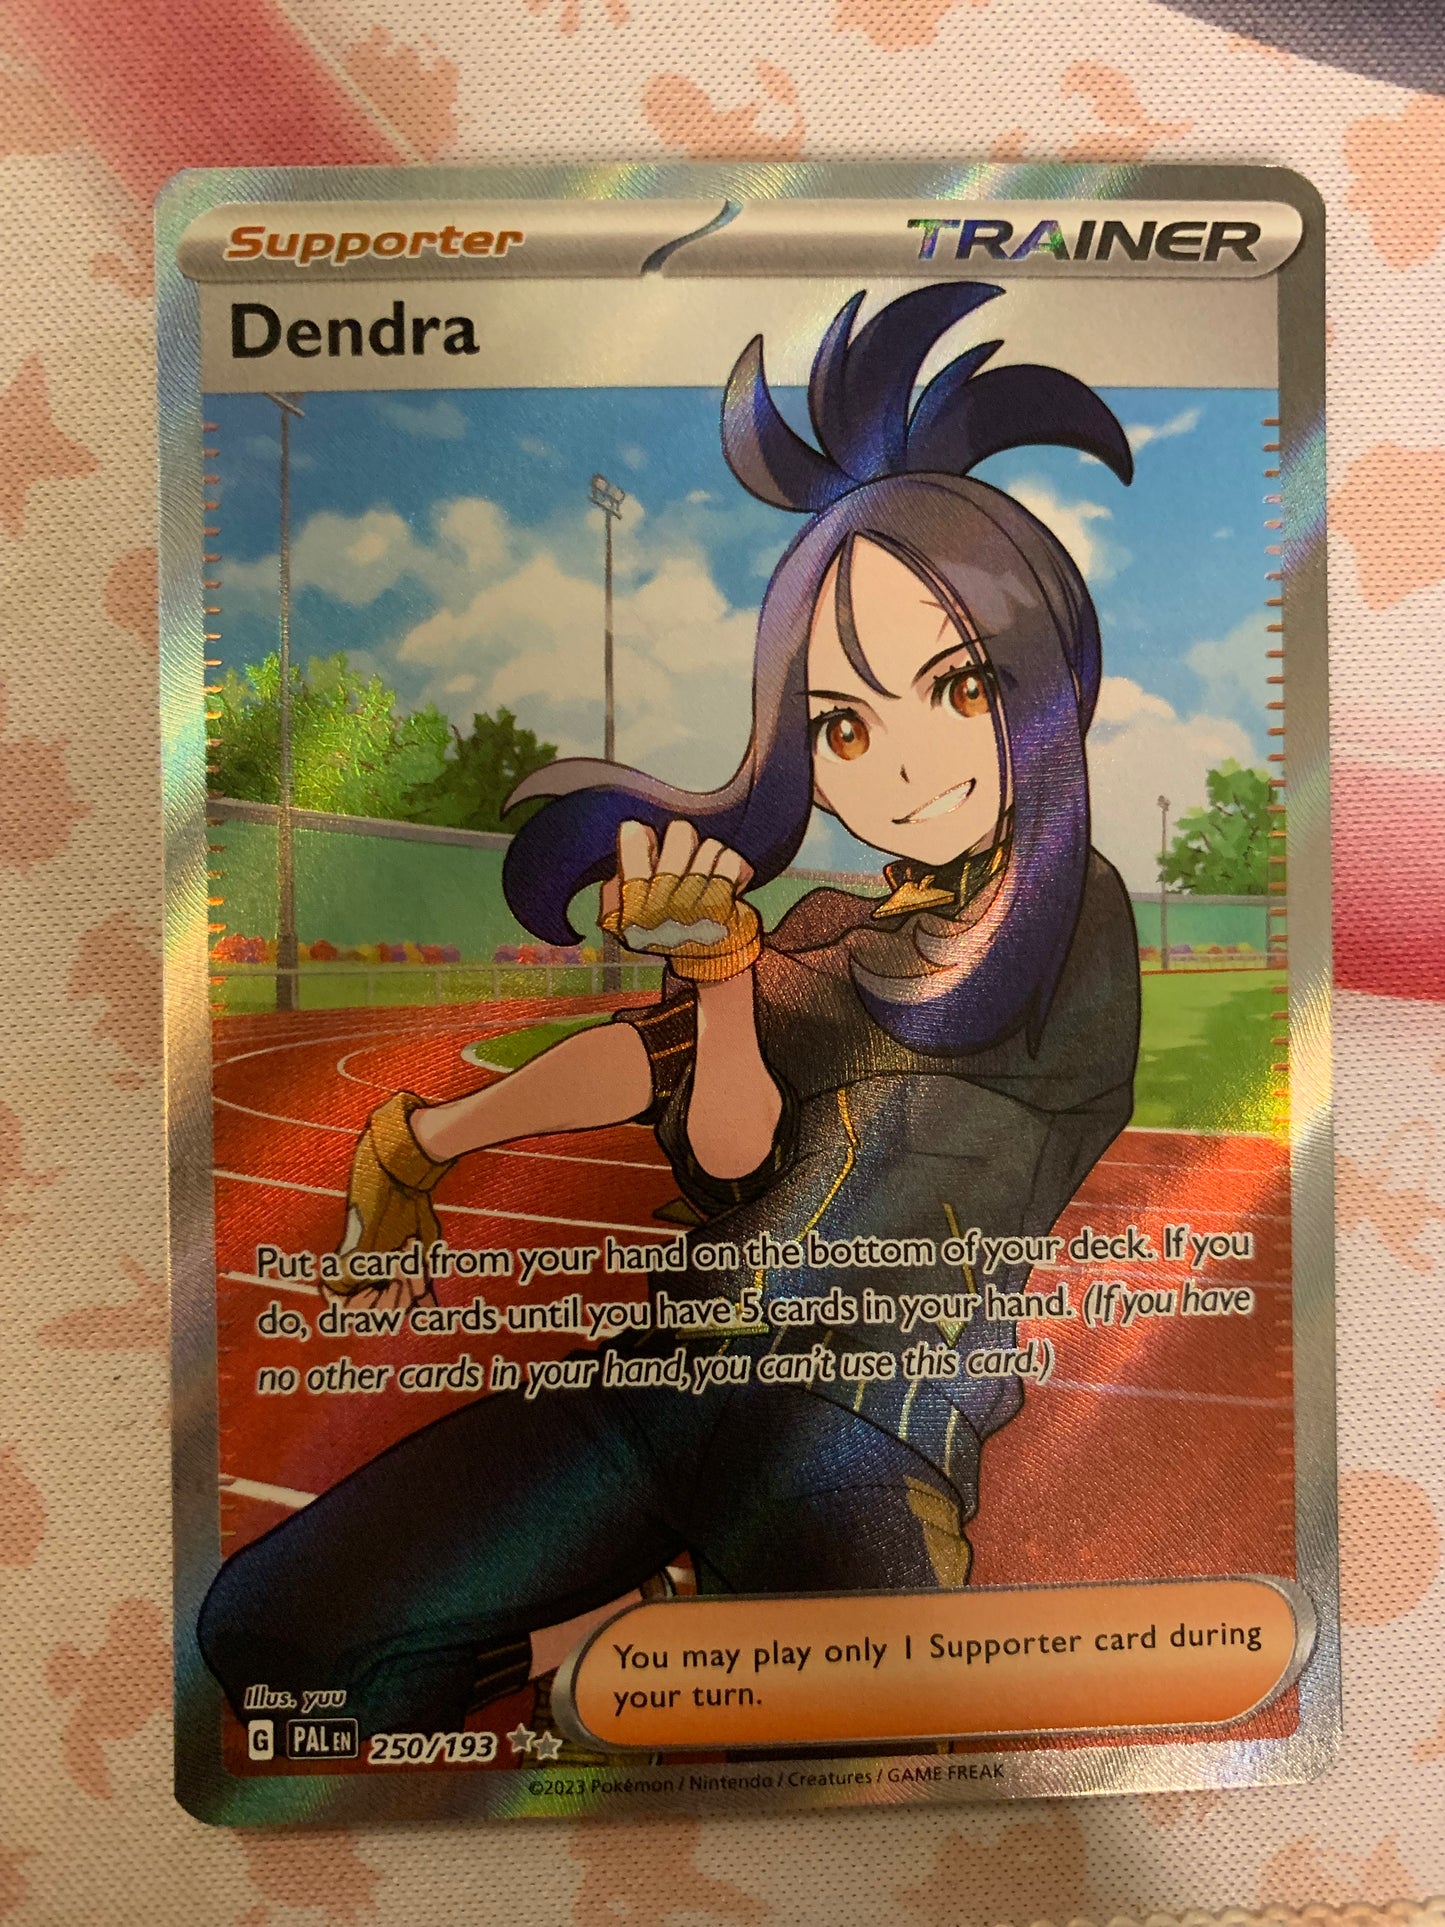 Supporter TRAINER
Dendra
Put a card from your hand on the bottom of your deck. If you
do, draw cards until you have 5 cards in your hand. (If you have
no other cards in your hand, you can't use this card.)
You may play only 1 Supporter card during
your turn.
Illus. yuu
G PAL EN 250/193
©2023 Pokémon / Nintendo / Creatures / GAME FREAK